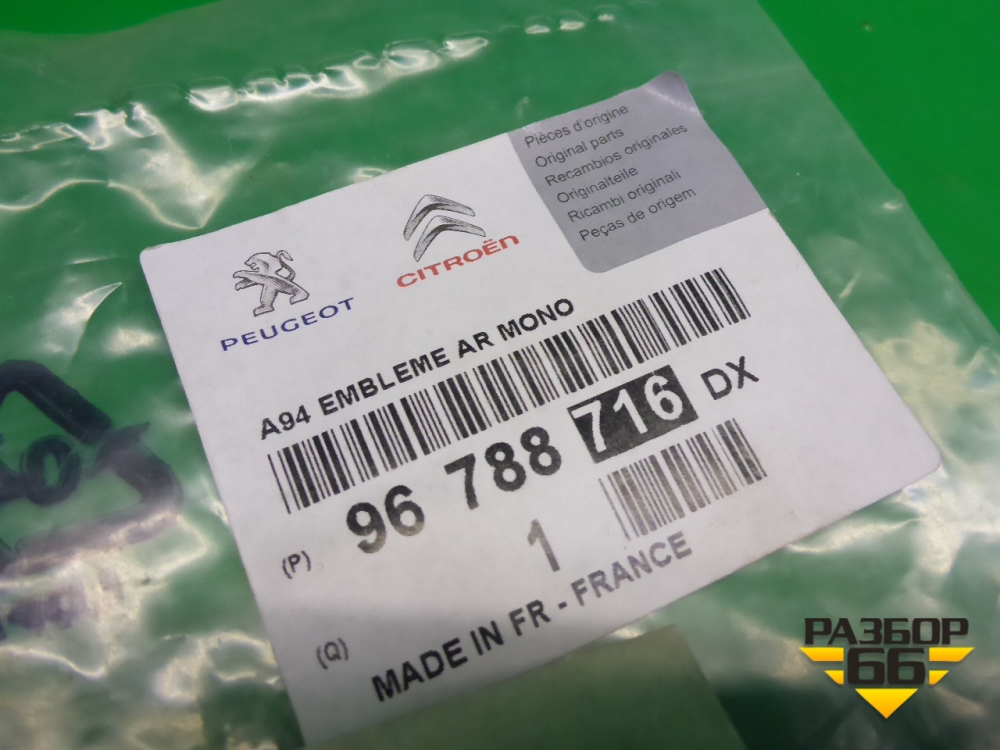 Pièces d'origine
Original parts
Recambios originales
Originalteile
Ricambi originali
Peças de origem
PEUGEOT
CITROËN
A94 EMBLEME AR MONO
(P) 96 788 716 DX
(Q) 1
MADE IN FR - FRANCE
РАЗБОР
66